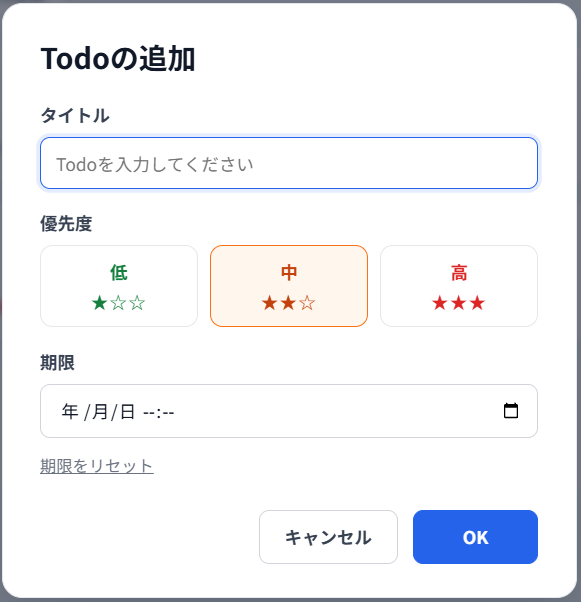 Todoの追加
タイトル
Todoを入力してください
優先度
低 中 高
★☆☆ ★★☆ ★★★
期限
年 /月/日 --:--
期限をリセット
キャンセル OK